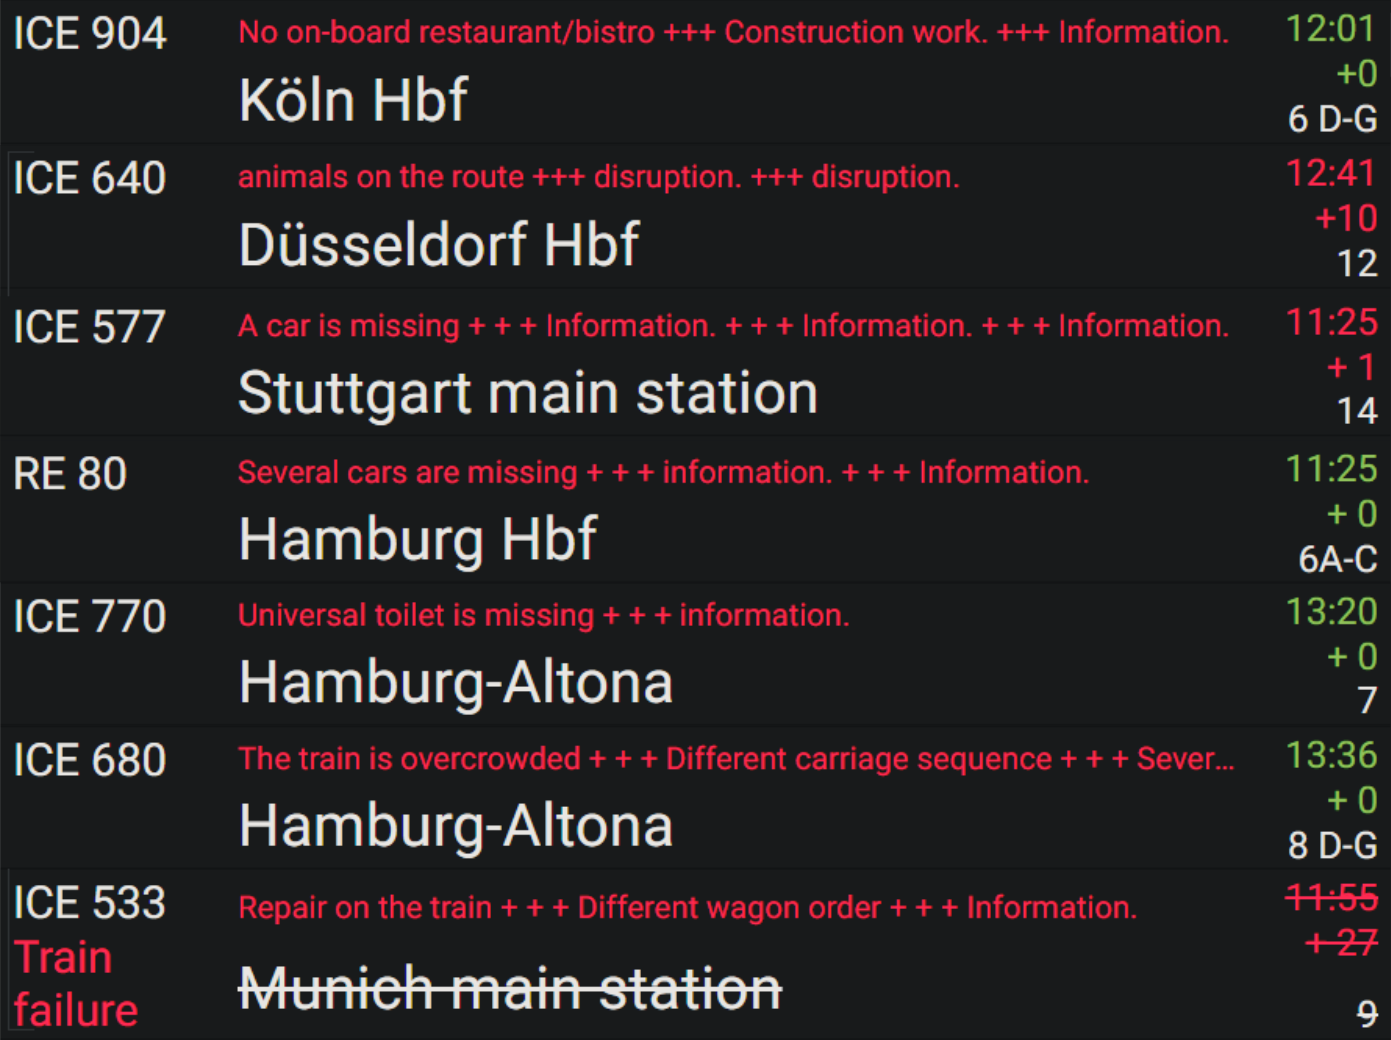 ICE 904
No on-board restaurant/bistro +++ Construction work. +++ Information.
12:01
+0
Köln Hbf
6 D-G
ICE 640
animals on the route +++ disruption. +++ disruption.
12:41
+10
Düsseldorf Hbf
12
ICE 577
A car is missing + + + Information. + + + Information. + + + Information.
11:25
+ 1
Stuttgart main station
14
RE 80
Several cars are missing + + + information. + + + Information.
11:25
+ 0
Hamburg Hbf
6A-C
ICE 770
Universal toilet is missing + + + information.
13:20
+ 0
Hamburg-Altona
7
ICE 680
The train is overcrowded + + + Different carriage sequence + + + Sever...
13:36
+ 0
Hamburg-Altona
8 D-G
ICE 533
Train
failure
Repair on the train + + + Different wagon order + + + Information.
11:55
+ 27
Munich main station
9